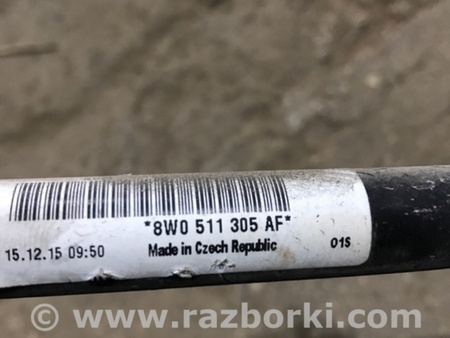 *8W0 511 305 AF*
15.12.15 09:50 Made in Czech Republic 01S
www.razborki.com